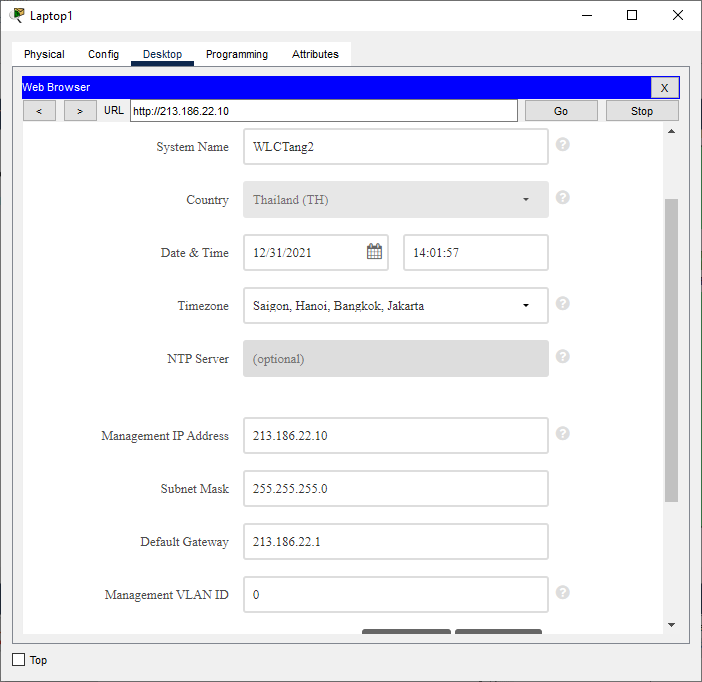 Laptop1
Physical Config Desktop Programming Attributes
Web Browser X
< > URL http://213.186.22.10 Go Stop
System Name WLCTang2 ?
Country Thailand (TH) ?
Date & Time 12/31/2021 14:01:57
Timezone Saigon, Hanoi, Bangkok, Jakarta ?
NTP Server (optional) ?
Management IP Address 213.186.22.10 ?
Subnet Mask 255.255.255.0
Default Gateway 213.186.22.1
Management VLAN ID 0 ?
Top